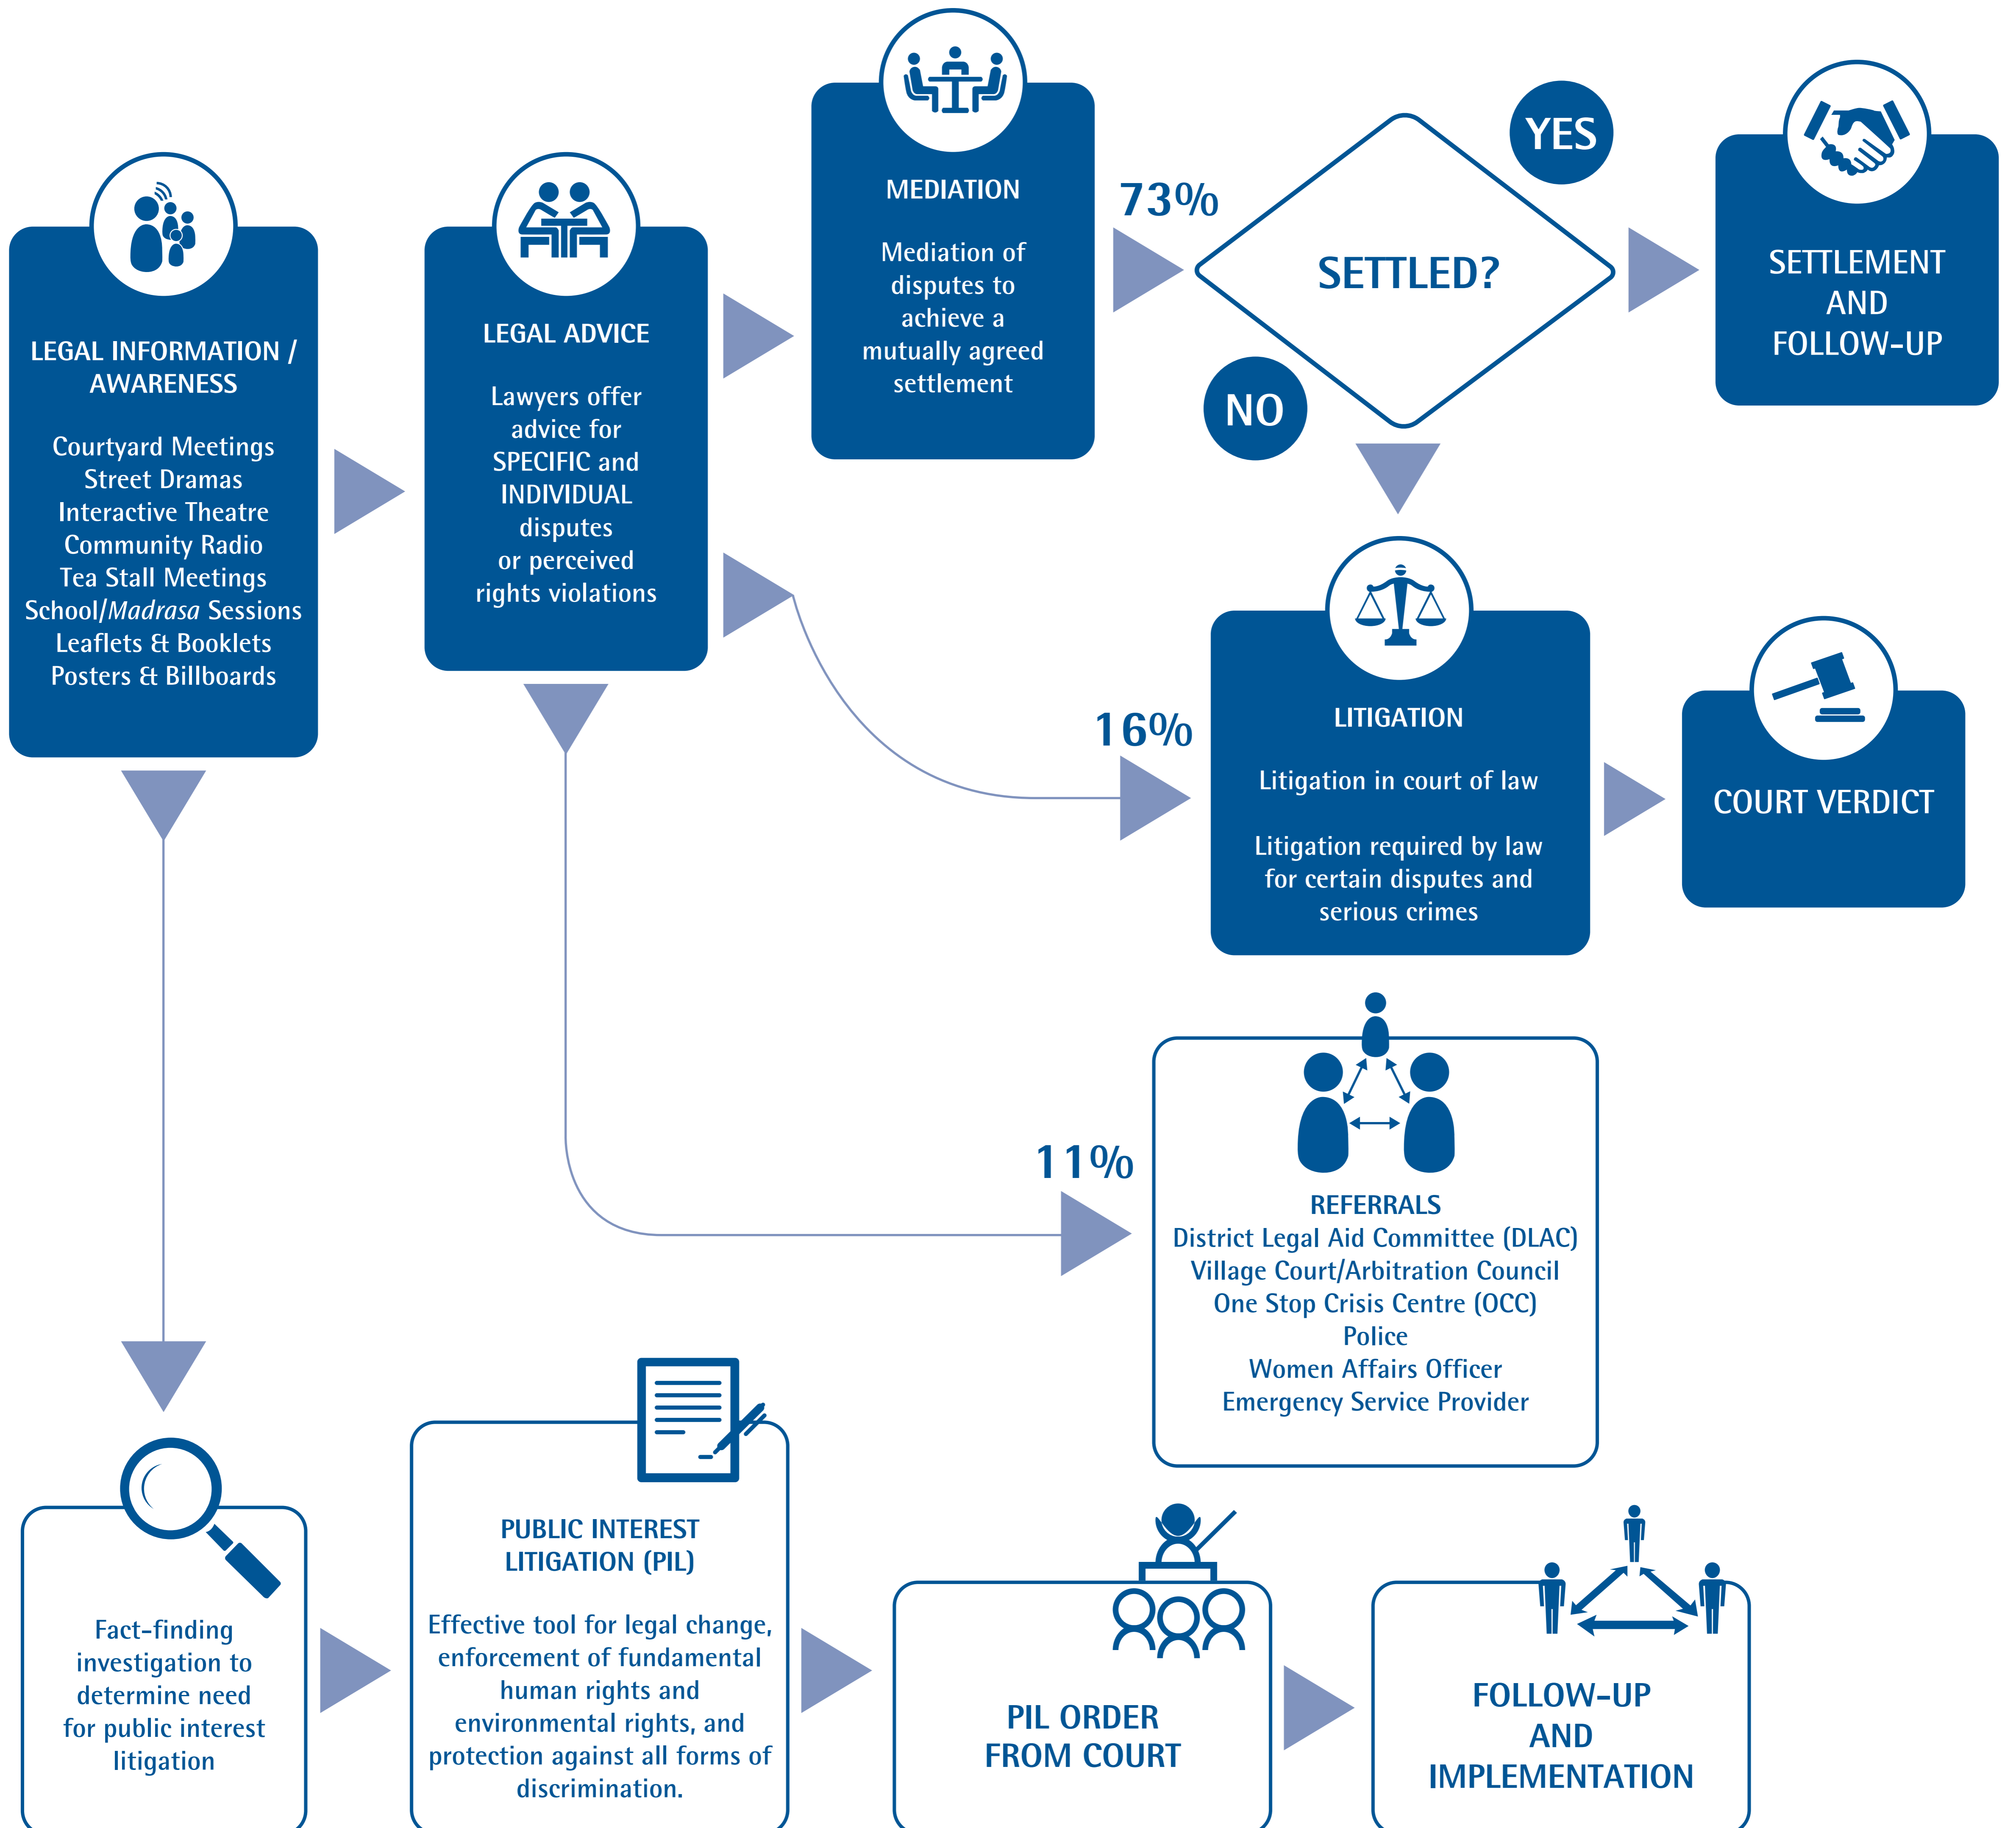 LEGAL INFORMATION /
AWARENESS
Courtyard Meetings
Street Dramas
Interactive Theatre
Community Radio
Tea Stall Meetings
School/Madrasa Sessions
Leaflets & Booklets
Posters & Billboards
LEGAL ADVICE
Lawyers offer
advice for
SPECIFIC and
INDIVIDUAL
disputes
or perceived
rights violations
MEDIATION
Mediation of
disputes to
achieve a
mutually agreed
settlement
73%
SETTLED?
YES
NO
SETTLEMENT
AND
FOLLOW-UP
16%
LITIGATION
Litigation in court of law
Litigation required by law
for certain disputes and
serious crimes
COURT VERDICT
11%
REFERRALS
District Legal Aid Committee (DLAC)
Village Court/Arbitration Council
One Stop Crisis Centre (OCC)
Police
Women Affairs Officer
Emergency Service Provider
Fact-finding
investigation to
determine need
for public interest
litigation
PUBLIC INTEREST
LITIGATION (PIL)
Effective tool for legal change,
enforcement of fundamental
human rights and
environmental rights, and
protection against all forms of
discrimination.
PIL ORDER
FROM COURT
FOLLOW-UP
AND
IMPLEMENTATION